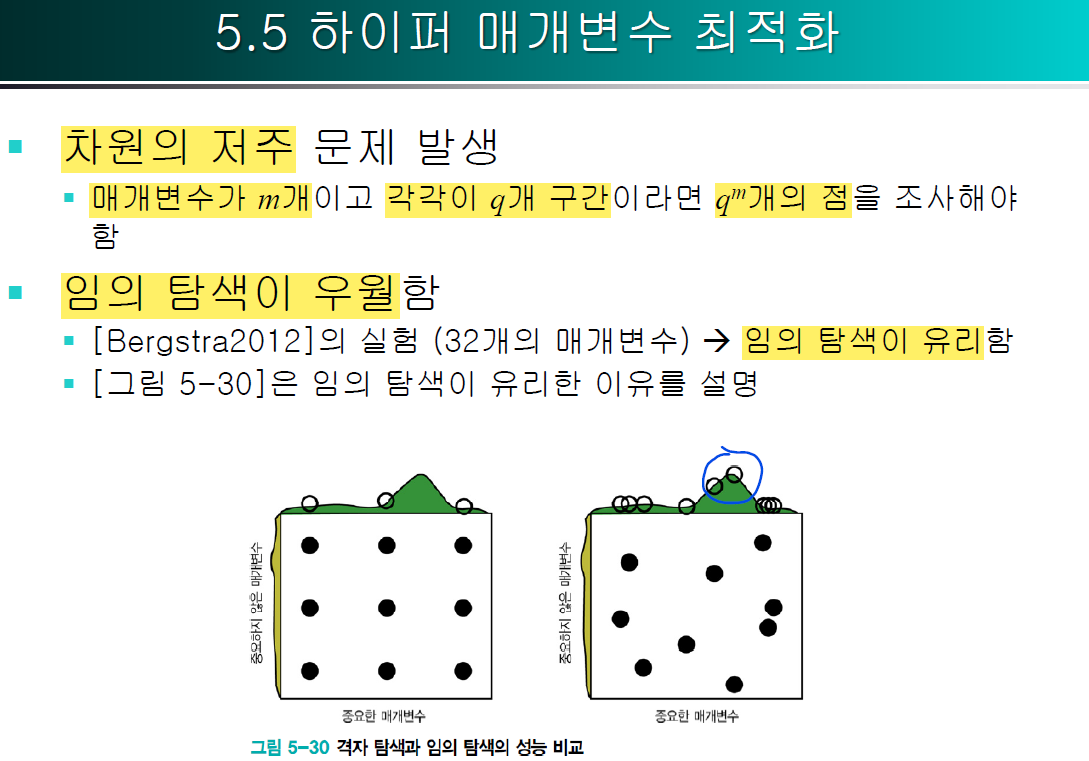 5.5 하이퍼 매개변수 최적화
차원의 저주 문제 발생
매개변수가 m개이고 각각이 q개 구간이라면 qᵐ개의 점을 조사해야
함
임의 탐색이 우월함
[Bergstra2012]의 실험 (32개의 매개변수) → 임의 탐색이 유리함
[그림 5-30]은 임의 탐색이 유리한 이유를 설명
중요하지 않은 매개변수
중요한 매개변수
중요하지 않은 매개변수
중요한 매개변수
그림 5-30 격자 탐색과 임의 탐색의 성능 비교